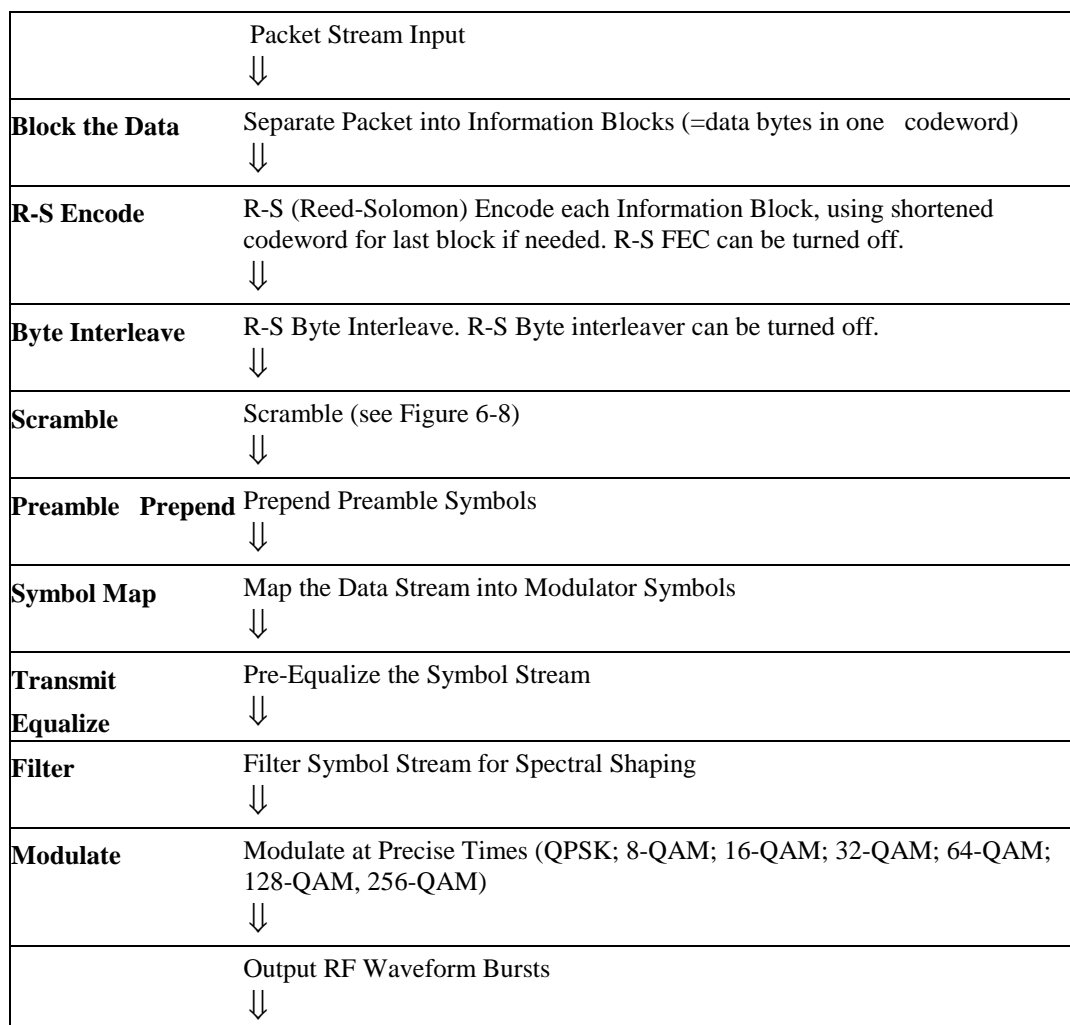 Packet Stream Input
⇓
Block the Data
Separate Packet into Information Blocks (=data bytes in one codeword)
⇓
R-S Encode
R-S (Reed-Solomon) Encode each Information Block, using shortened
codeword for last block if needed. R-S FEC can be turned off.
⇓
Byte Interleave
R-S Byte Interleave. R-S Byte interleaver can be turned off.
⇓
Scramble
Scramble (see Figure 6-8)
⇓
Preamble Prepend
Prepend Preamble Symbols
⇓
Symbol Map
Map the Data Stream into Modulator Symbols
⇓
Transmit
Equalize
Pre-Equalize the Symbol Stream
⇓
Filter
Filter Symbol Stream for Spectral Shaping
⇓
Modulate
Modulate at Precise Times (QPSK; 8-QAM; 16-QAM; 32-QAM; 64-QAM;
128-QAM, 256-QAM)
⇓
Output RF Waveform Bursts
⇓